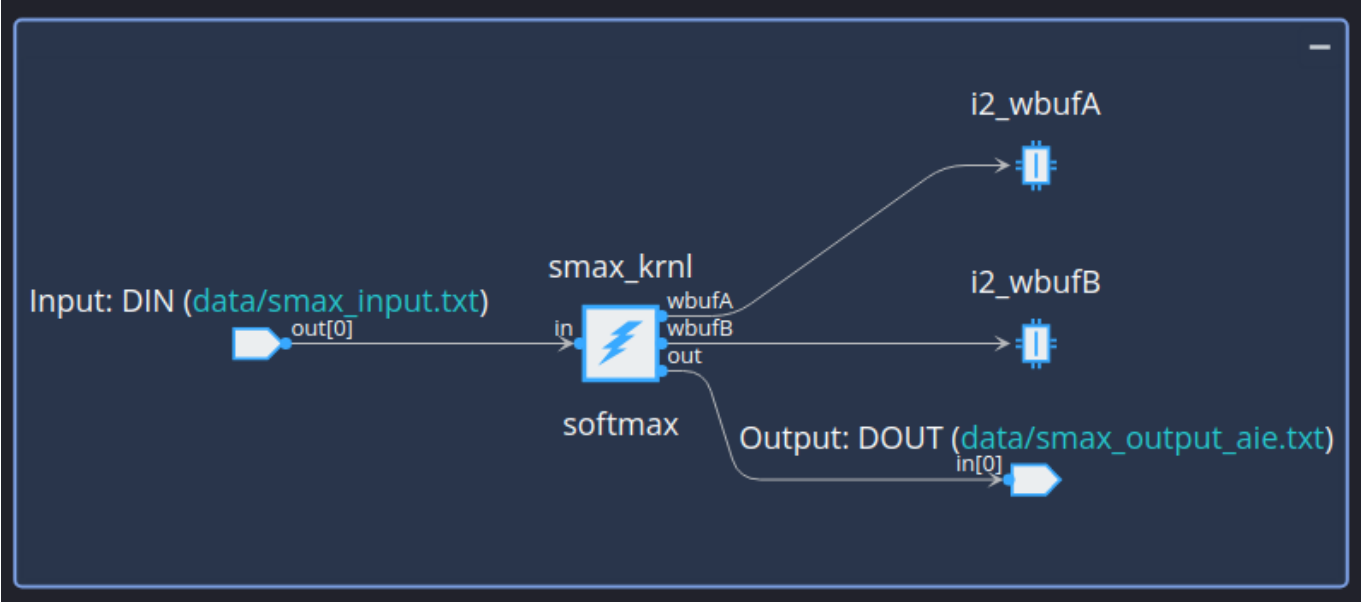 i2_wbufA
smax_krnl
i2_wbufB
Input: DIN (data/smax_input.txt)
wbufA
out[0]
in
wbufB
out
softmax
Output: DOUT (data/smax_output_aie.txt)
in[0]